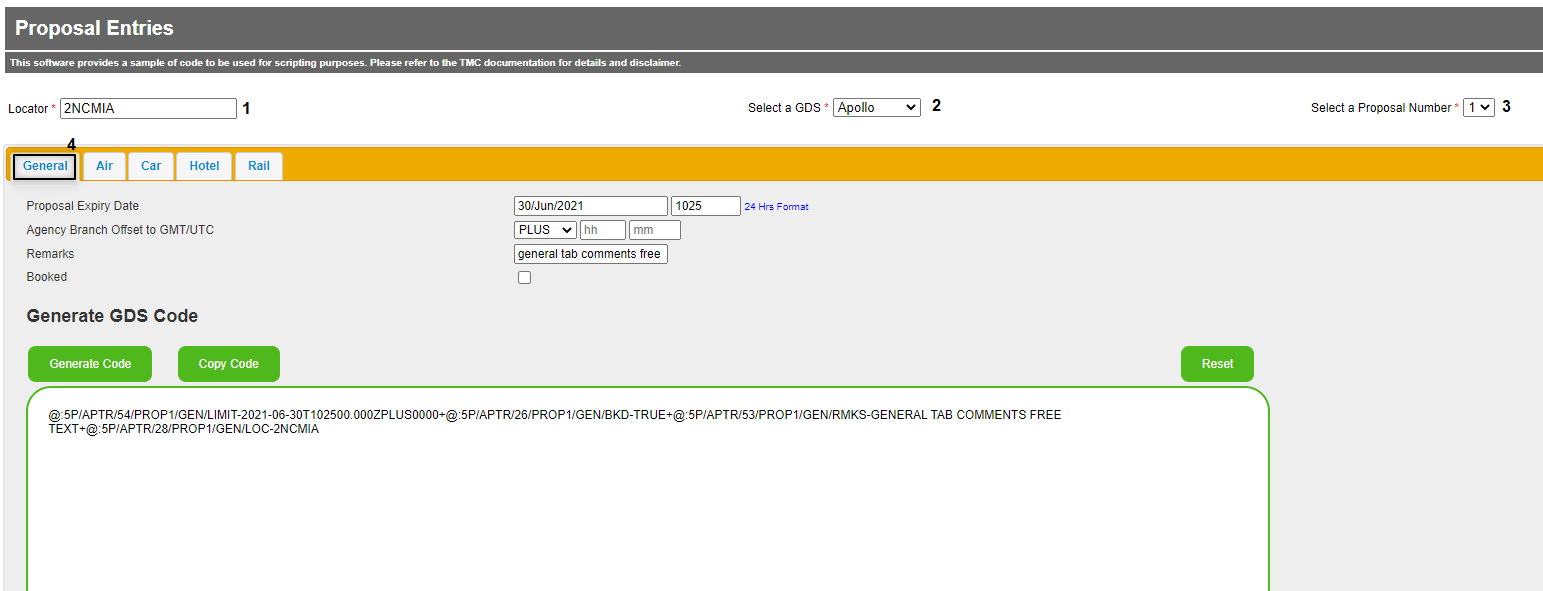 Proposal Entries
This software provides a sample of code to be used for scripting purposes. Please refer to the TMC documentation for details and disclaimer.
Locator * 2NCMIA 1 Select a GDS * Apollo 2 Select a Proposal Number * 1 3
4
General Air Car Hotel Rail
Proposal Expiry Date 30/Jun/2021 1025 24 Hrs Format
Agency Branch Offset to GMT/UTC PLUS hh mm
Remarks general tab comments free
Booked
Generate GDS Code
Generate Code Copy Code Reset
@:5P/APTR/54/PROP1/GEN/LIMIT-2021-06-30T102500.000ZPLUS0000+@:5P/APTR/26/PROP1/GEN/BKD-TRUE+@:5P/APTR/53/PROP1/GEN/RMKS-GENERAL TAB COMMENTS FREE
TEXT+@:5P/APTR/28/PROP1/GEN/LOC-2NCMIA